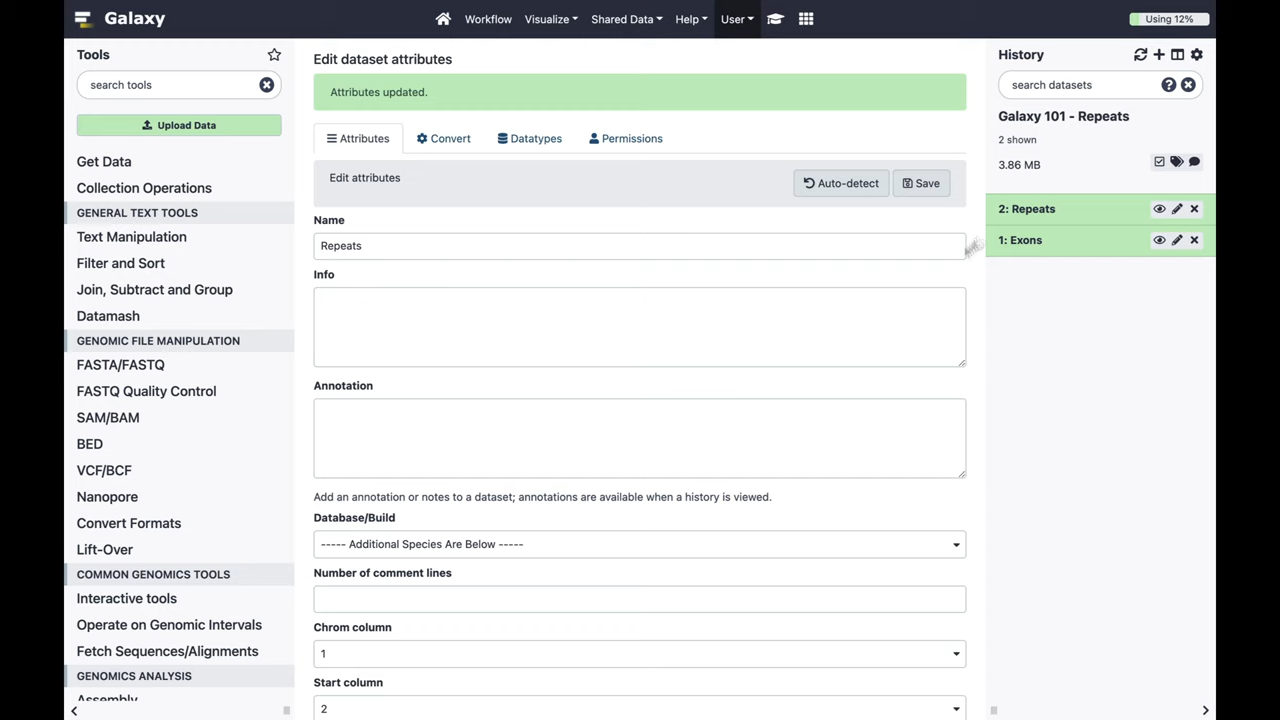 Galaxy
Workflow
Visualize
Shared Data
Help
User
Using 12%
Tools
search tools
Upload Data
Get Data
Collection Operations
GENERAL TEXT TOOLS
Text Manipulation
Filter and Sort
Join, Subtract and Group
Datamash
GENOMIC FILE MANIPULATION
FASTA/FASTQ
FASTQ Quality Control
SAM/BAM
BED
VCF/BCF
Nanopore
Convert Formats
Lift-Over
COMMON GENOMICS TOOLS
Interactive tools
Operate on Genomic Intervals
Fetch Sequences/Alignments
GENOMICS ANALYSIS
Assembly
Edit dataset attributes
Attributes updated.
Attributes
Convert
Datatypes
Permissions
Edit attributes
Auto-detect
Save
Name
Repeats
Info
Annotation
Add an annotation or notes to a dataset; annotations are available when a history is viewed.
Database/Build
----- Additional Species Are Below -----
Number of comment lines
Chrom column
1
Start column
2
History
search datasets
Galaxy 101 - Repeats
2 shown
3.86 MB
2: Repeats
1: Exons